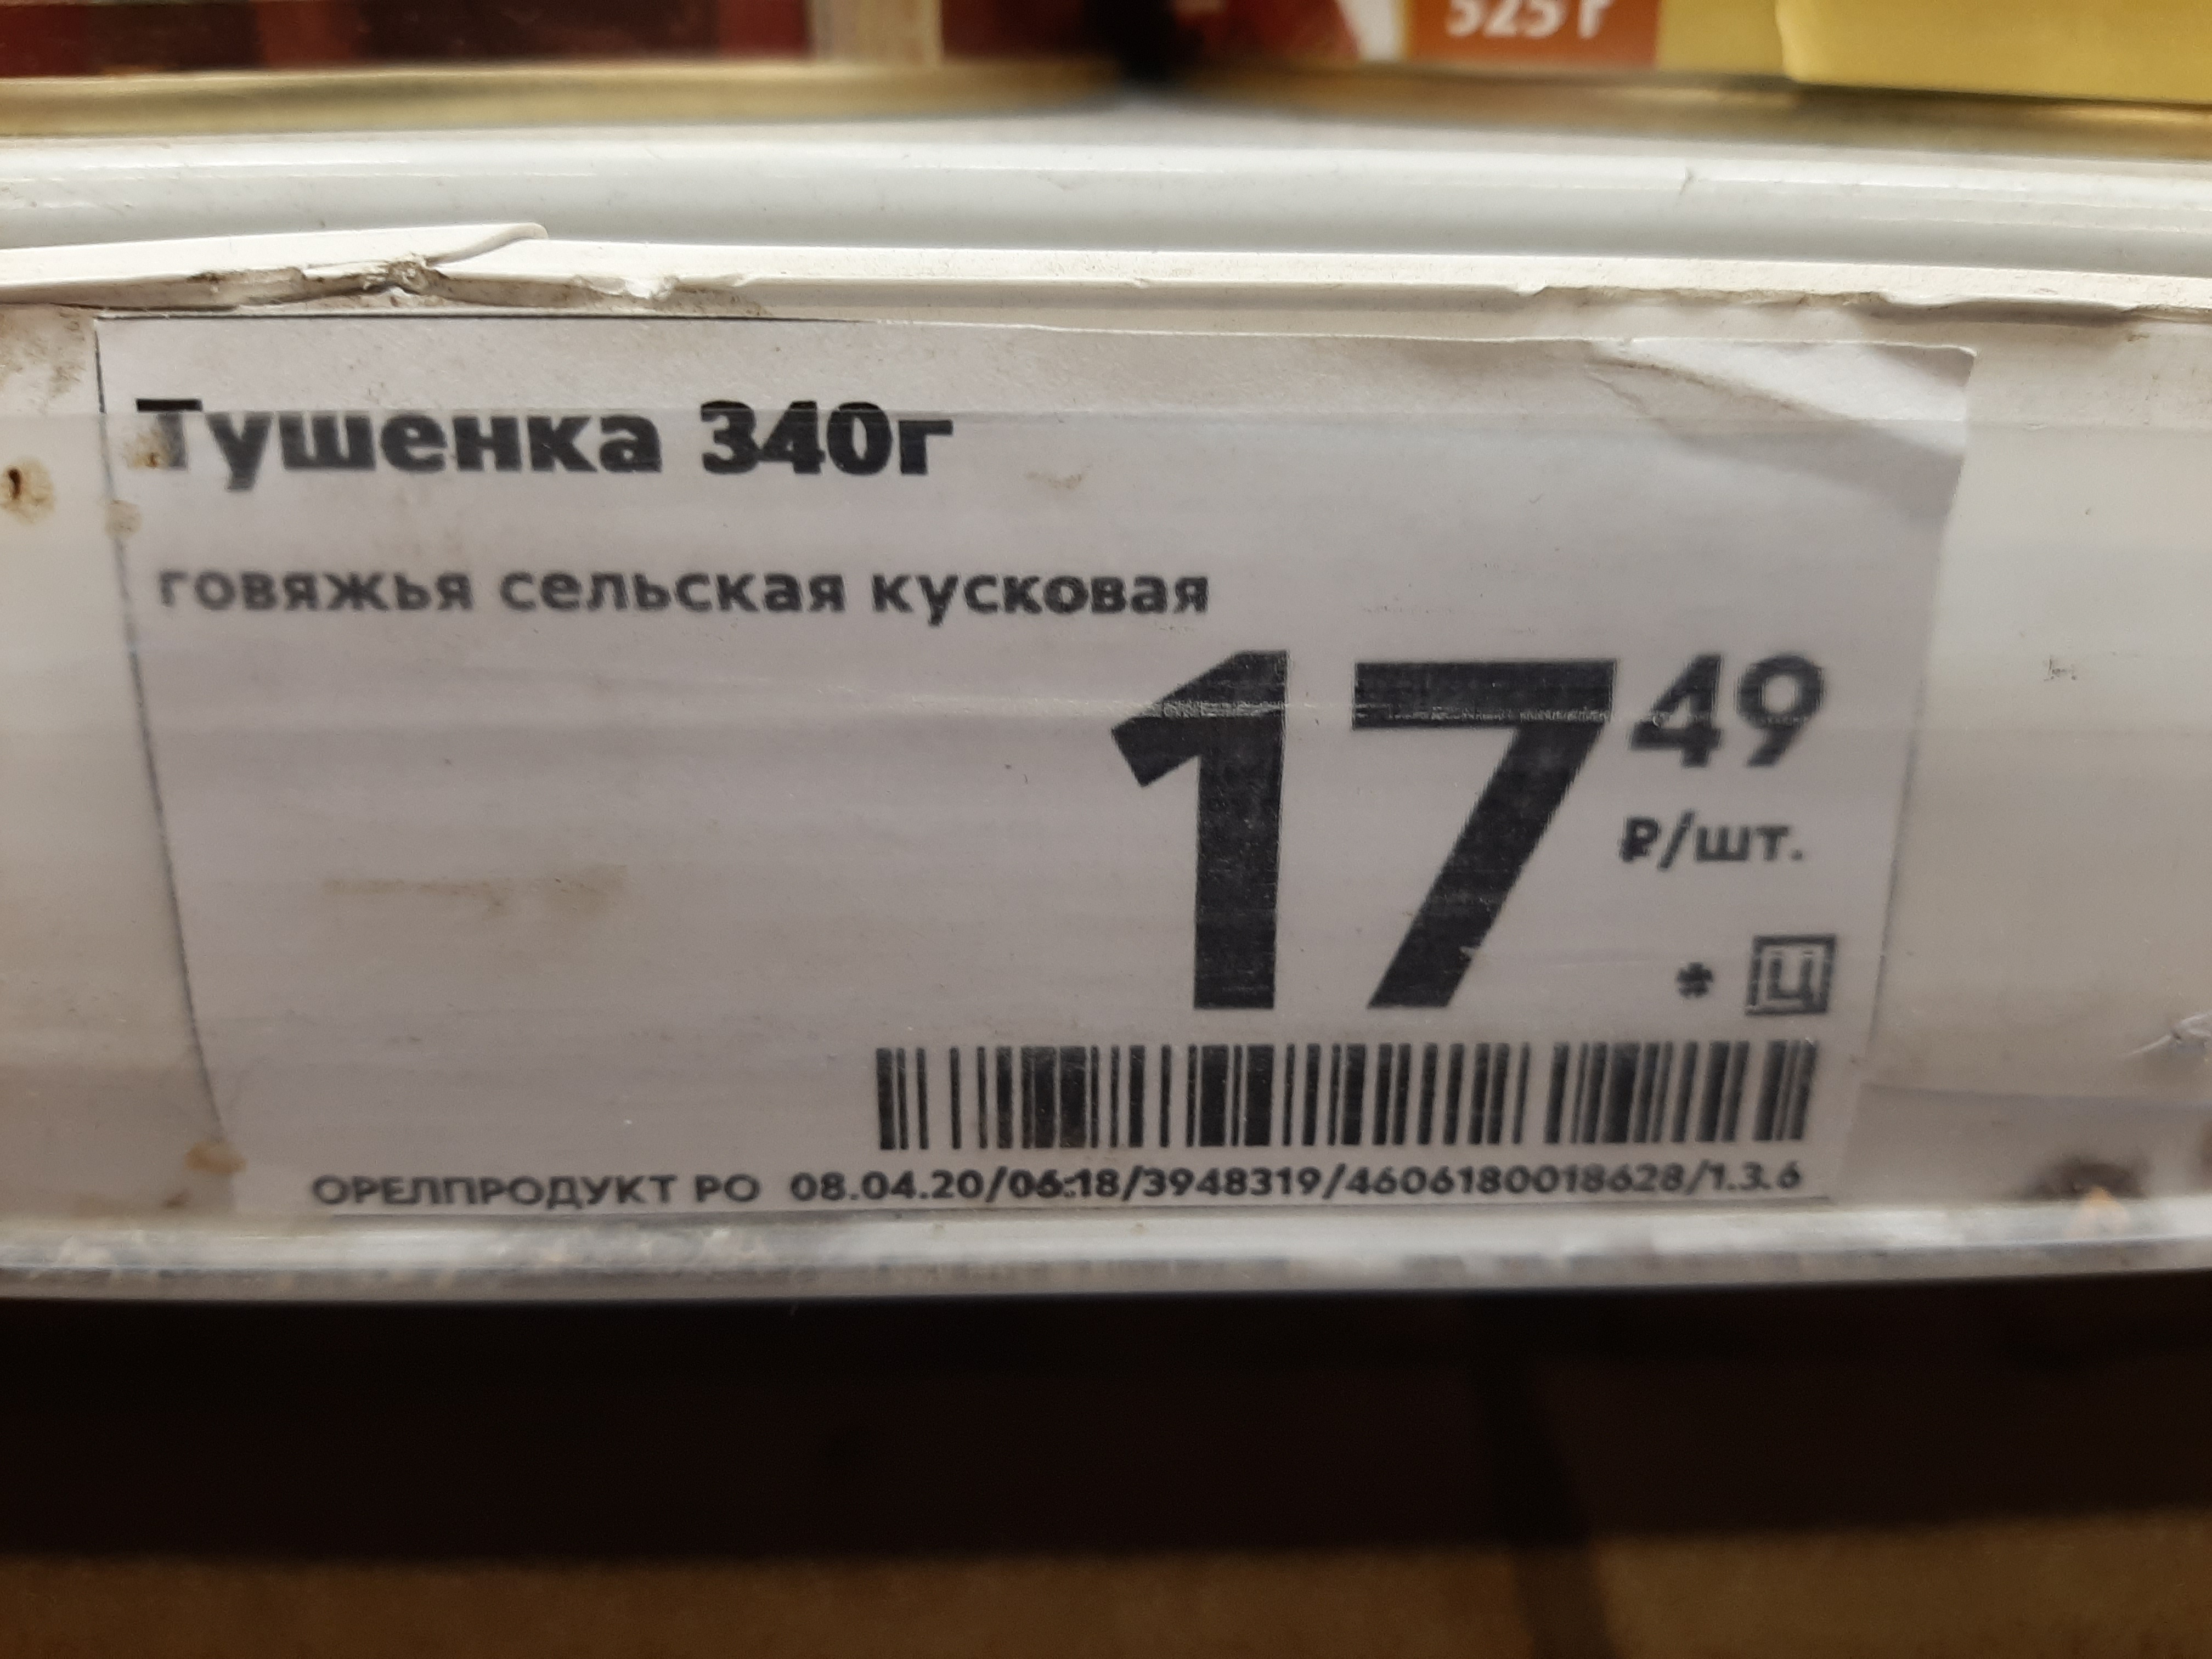 525 г
Тушенка 340г
говяжья сельская кусковая
17 49
₽/шт.
* Ц
ОРЕЛПРОДУКТ РО 08.04.20/06:18/3948319/4606180018628/1.3.6